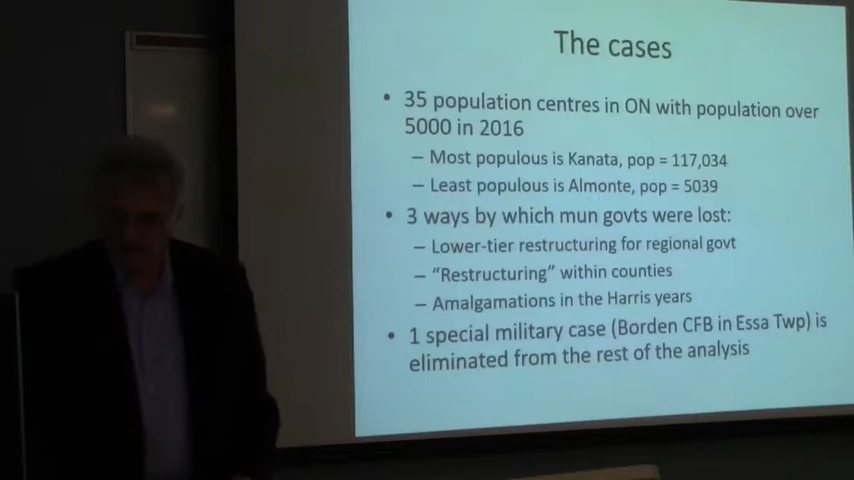 The cases
• 35 population centres in ON with population over
5000 in 2016
– Most populous is Kanata, pop = 117,034
– Least populous is Almonte, pop = 5039
• 3 ways by which mun govts were lost:
– Lower-tier restructuring for regional govt
– "Restructuring" within counties
– Amalgamations in the Harris years
• 1 special military case (Borden CFB in Essa Twp) is
eliminated from the rest of the analysis